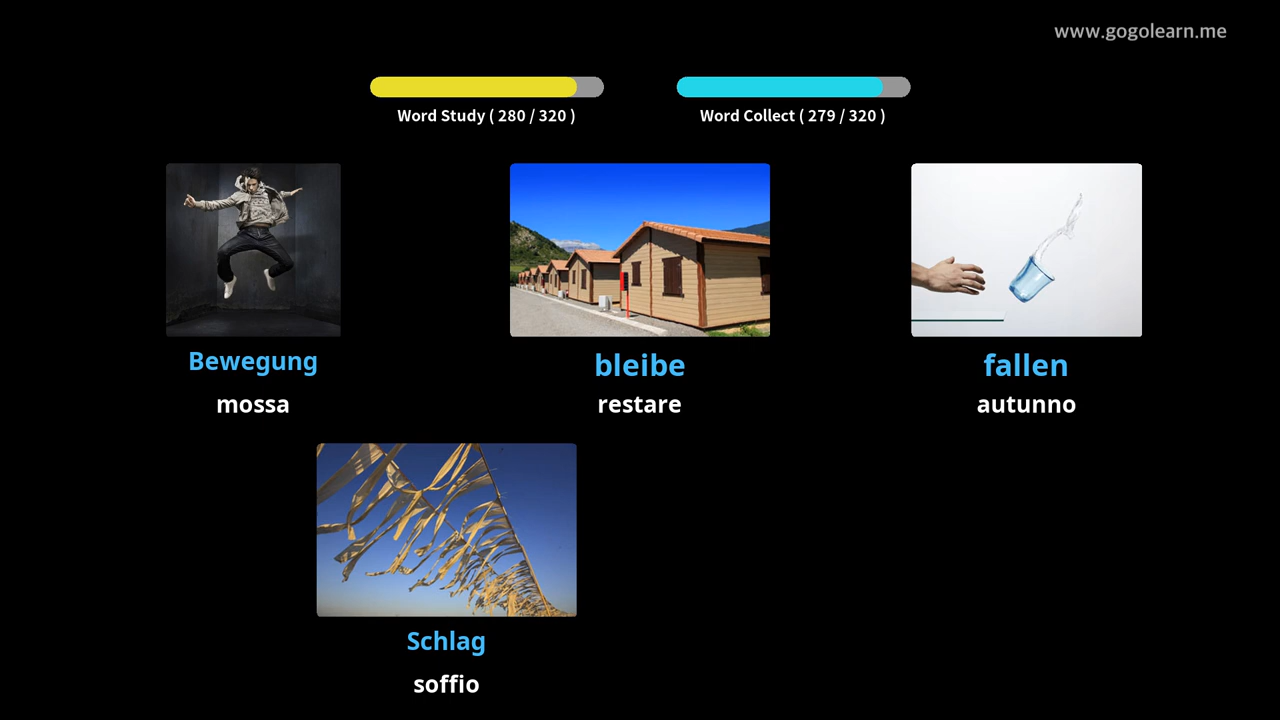 www.gogolearn.me
Word Study ( 280 / 320 )
Word Collect ( 279 / 320 )
Bewegung
mossa
bleibe
restare
fallen
autunno
Schlag
soffio